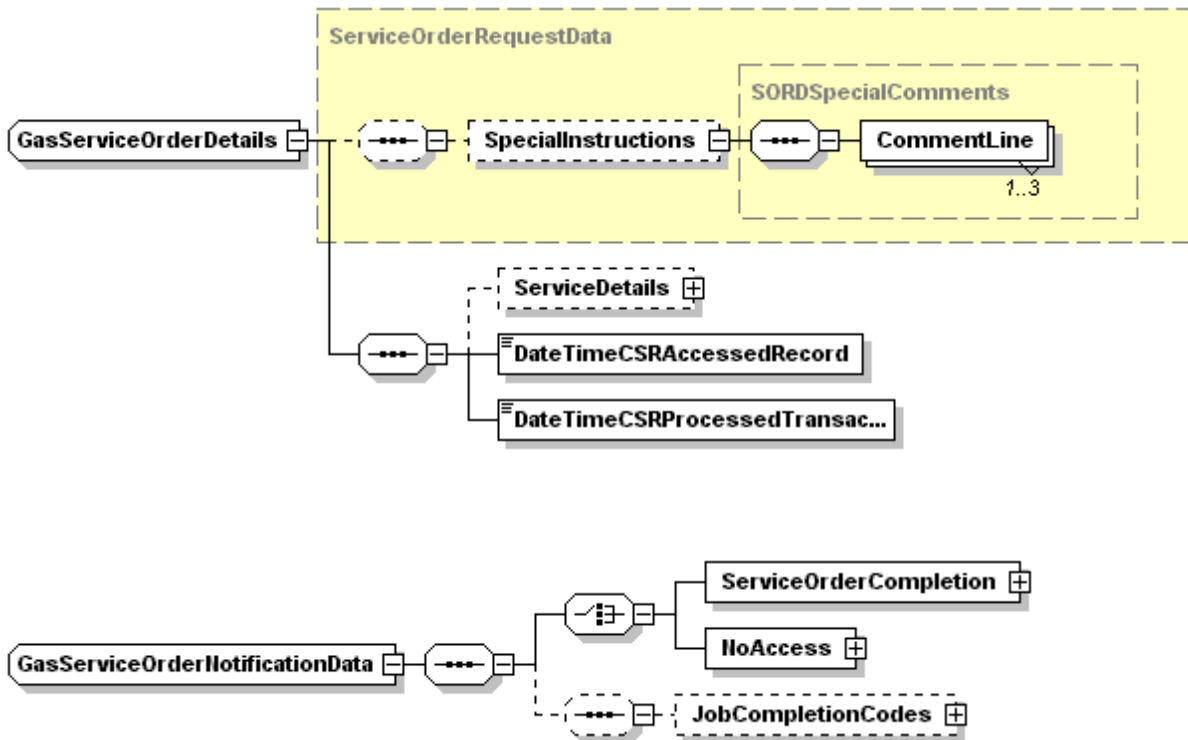 ServiceOrderRequestData
SORDSpecialComments
GasServiceOrderDetails
SpecialInstructions
CommentLine
1..3
ServiceDetails
DateTimeCSRAccessedRecord
DateTimeCSRProcessedTransac...
ServiceOrderCompletion
GasServiceOrderNotificationData
NoAccess
JobCompletionCodes